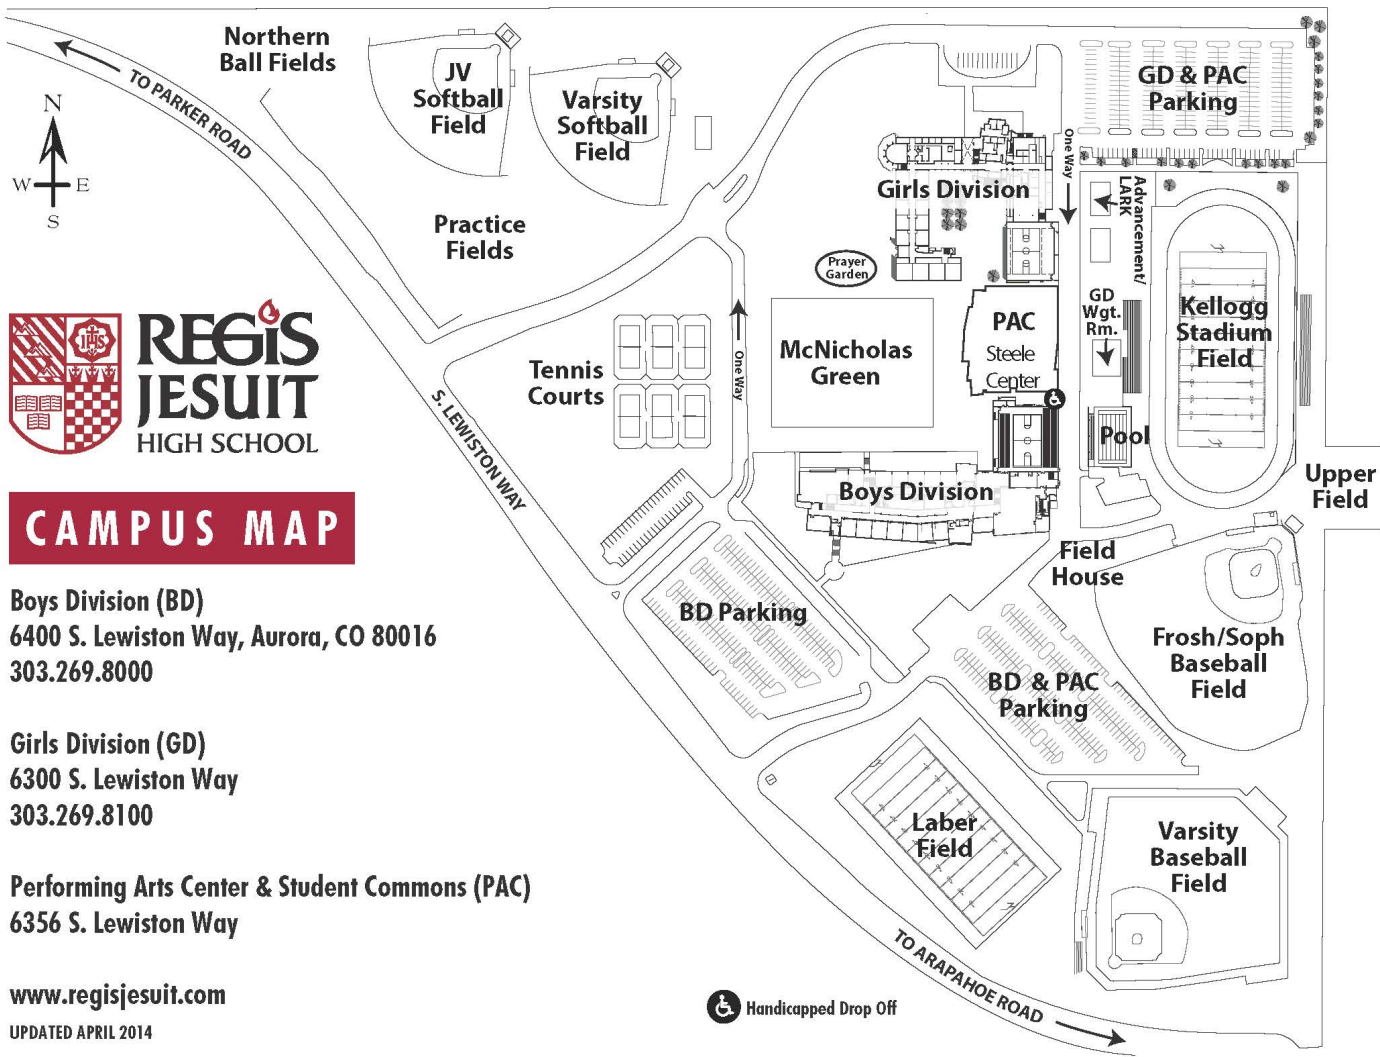 Northern
Ball Fields
JV
Softball
Field
Varsity
Softball
Field
GD & PAC
Parking
TO PARKER ROAD
N
W E
S
One Way
Girls Division
Advancement/
LARK
Practice
Fields
Prayer
Garden
GD
Wgt.
Rm.
Kellogg
Stadium
Field
PAC
Steele
Center
McNicholas
Green
Tennis
Courts
One Way
IHS
REGIS
JESUIT
HIGH SCHOOL
S. LEWISTON WAY
Pool
Upper
Field
Boys Division
CAMPUS MAP
Field
House
BD Parking
Frosh/Soph
Baseball
Field
BD & PAC
Parking
Boys Division (BD)
6400 S. Lewiston Way, Aurora, CO 80016
303.269.8000
Girls Division (GD)
6300 S. Lewiston Way
303.269.8100
Laber
Field
Varsity
Baseball
Field
Performing Arts Center & Student Commons (PAC)
6356 S. Lewiston Way
TO ARAPAHOE ROAD
www.regisjesuit.com
UPDATED APRIL 2014
Handicapped Drop Off